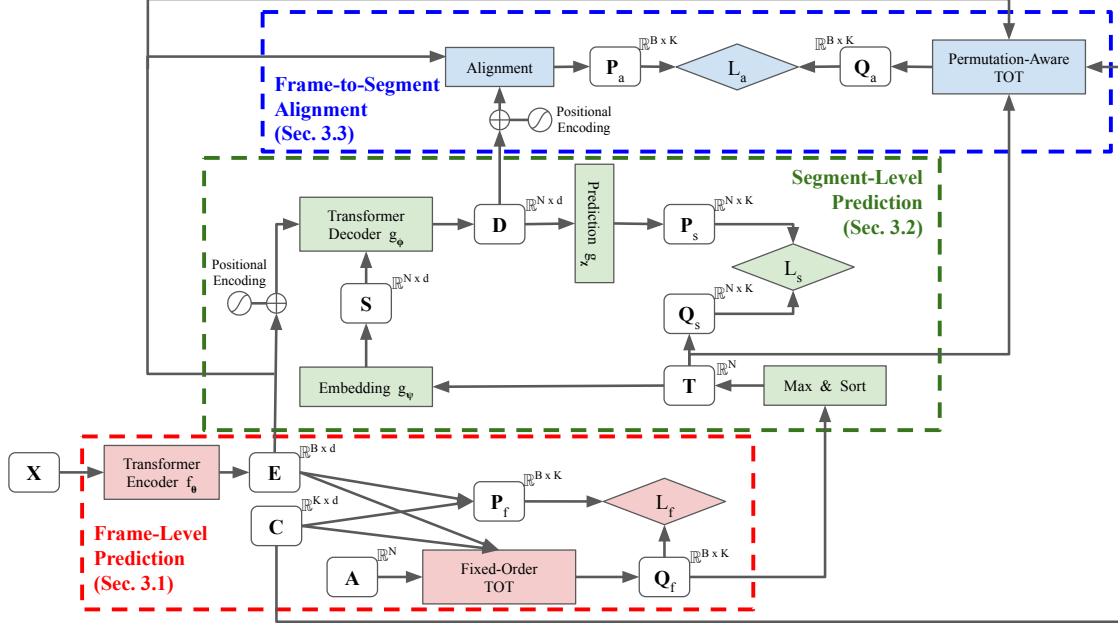 Frame-to-Segment
Alignment
(Sec. 3.3)
Alignment
P_a
ℝ^{B x K}
L_a
ℝ^{B x K}
Q_a
Permutation-Aware
TOT
Positional
Encoding
Segment-Level
Prediction
(Sec. 3.2)
Transformer
Decoder g_φ
D
ℝ^{N x d}
Prediction g_χ
P_s
ℝ^{N x K}
L_s
Positional
Encoding
S
ℝ^{N x d}
Q_s
ℝ^{N x K}
Embedding g_ψ
T
ℝ^N
Max & Sort
X
Transformer
Encoder f_θ
E
ℝ^{B x d}
C
ℝ^{K x d}
P_f
ℝ^{B x K}
L_f
Frame-Level
Prediction
(Sec. 3.1)
A
ℝ^N
Fixed-Order
TOT
Q_f
ℝ^{B x K}